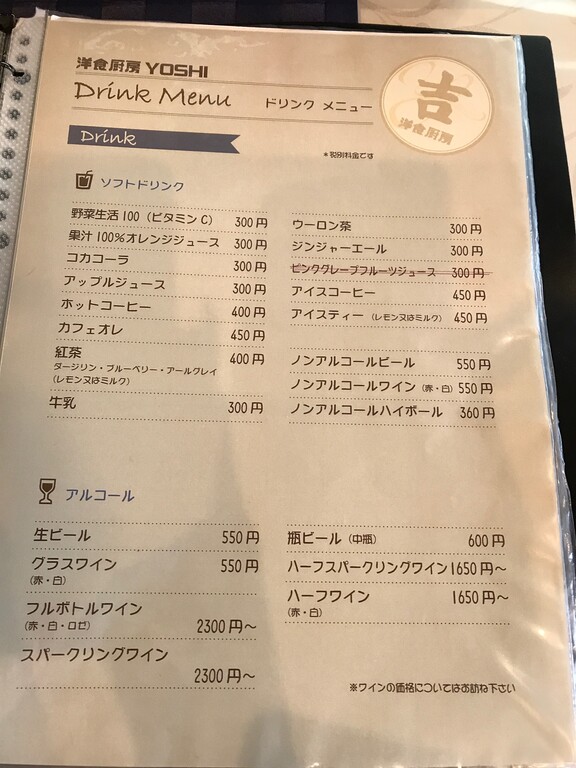 洋食厨房 YOSHI
Drink Menu ドリンク メニュー
吉
洋食厨房
Drink
＊税別料金です
ソフトドリンク
野菜生活100（ビタミンC） 300円
果汁100%オレンジジュース 300円
コカコーラ 300円
アップルジュース 300円
ホットコーヒー 400円
カフェオレ 450円
紅茶 400円
ダージリン・ブルーベリー・アールグレイ
（レモン又はミルク）
牛乳 300円
ウーロン茶 300円
ジンジャーエール 300円
ピンクグレープフルーツジュース 300円
アイスコーヒー 450円
アイスティー（レモン又はミルク） 450円
ノンアルコールビール 550円
ノンアルコールワイン（赤・白） 550円
ノンアルコールハイボール 360円
アルコール
生ビール 550円
グラスワイン 550円
（赤・白）
フルボトルワイン
（赤・白・ロゼ） 2300円〜
スパークリングワイン
2300円〜
瓶ビール（中瓶） 600円
ハーフスパークリングワイン1650円〜
ハーフワイン 1650円〜
（赤・白）
※ワインの価格についてはお訪ね下さい